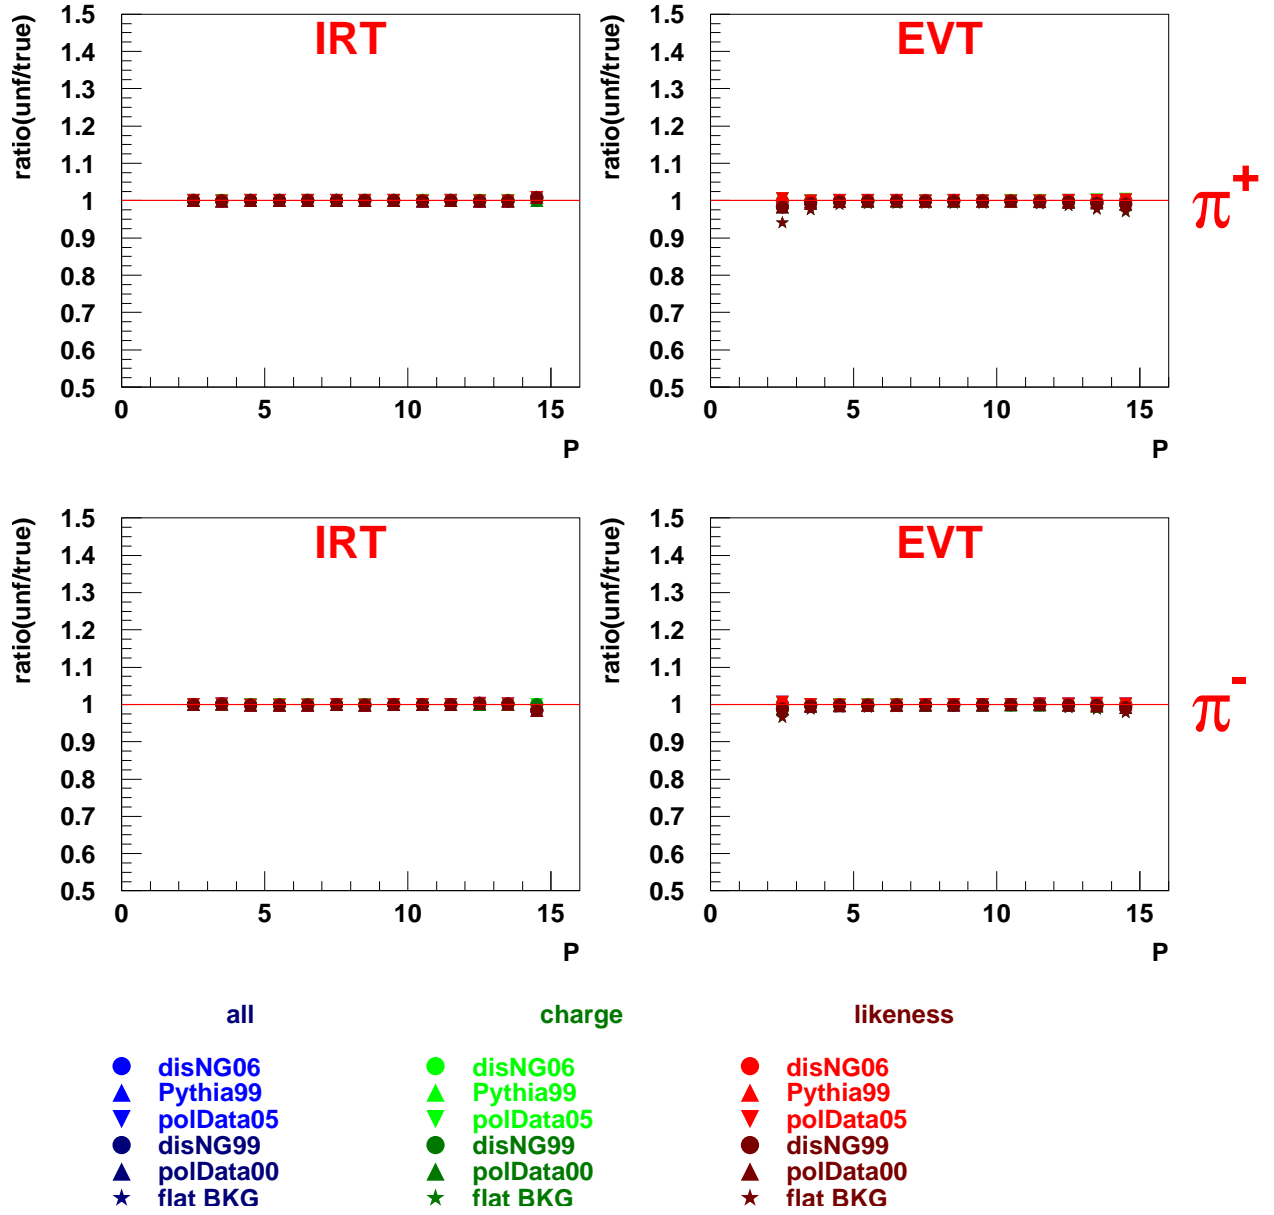 IRT
EVT
ratio(unf/true)
1.5
1.4
1.3
1.2
1.1
1
0.9
0.8
0.7
0.6
0.5
0
5
10
15
P
ratio(unf/true)
1.5
1.4
1.3
1.2
1.1
1
0.9
0.8
0.7
0.6
0.5
0
5
10
15
P
π+
IRT
EVT
ratio(unf/true)
1.5
1.4
1.3
1.2
1.1
1
0.9
0.8
0.7
0.6
0.5
0
5
10
15
P
ratio(unf/true)
1.5
1.4
1.3
1.2
1.1
1
0.9
0.8
0.7
0.6
0.5
0
5
10
15
P
π-
all
disNG06
Pythia99
polData05
disNG99
polData00
flat BKG
charge
disNG06
Pythia99
polData05
disNG99
polData00
flat BKG
likeness
disNG06
Pythia99
polData05
disNG99
polData00
flat BKG